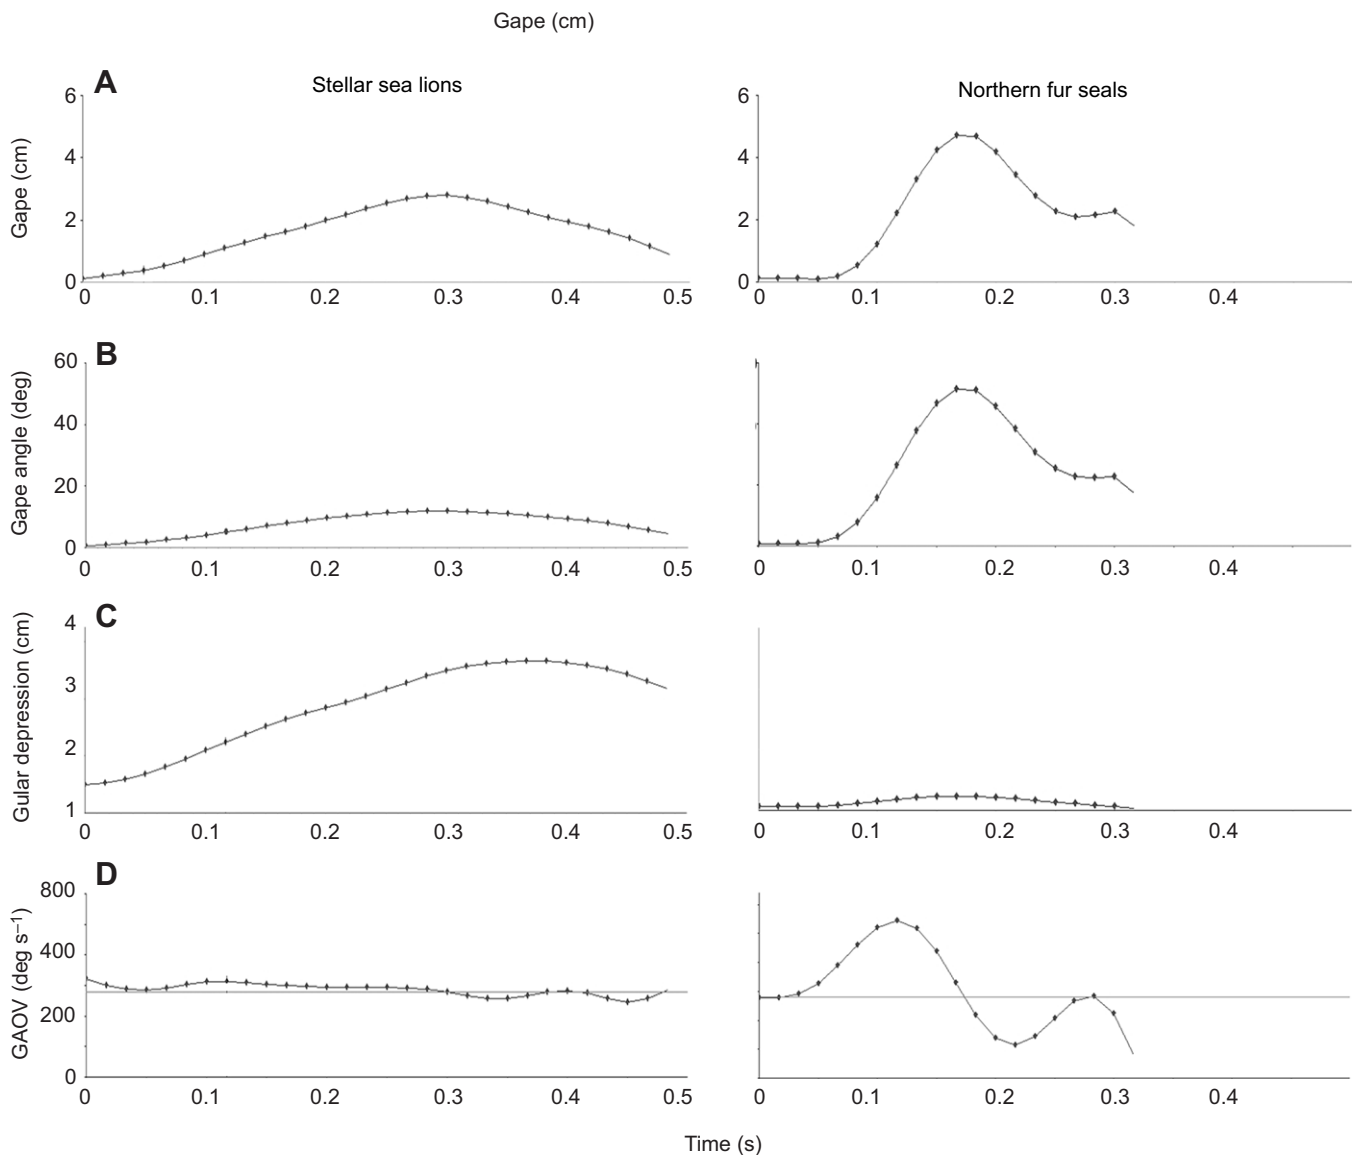 Gape (cm)
A
Stellar sea lions
Northern fur seals
Gape (cm)
6
4
2
0
0 0.1 0.2 0.3 0.4 0.5
6
4
2
0
0 0.1 0.2 0.3 0.4
B
Gape angle (deg)
60
40
20
0
0 0.1 0.2 0.3 0.4 0.5
0 0.1 0.2 0.3 0.4
C
Gular depression (cm)
4
3
2
1
0 0.1 0.2 0.3 0.4 0.5
0 0.1 0.2 0.3 0.4
D
GAOV (deg s⁻¹)
800
400
200
0
0 0.1 0.2 0.3 0.4 0.5
0 0.1 0.2 0.3 0.4
Time (s)